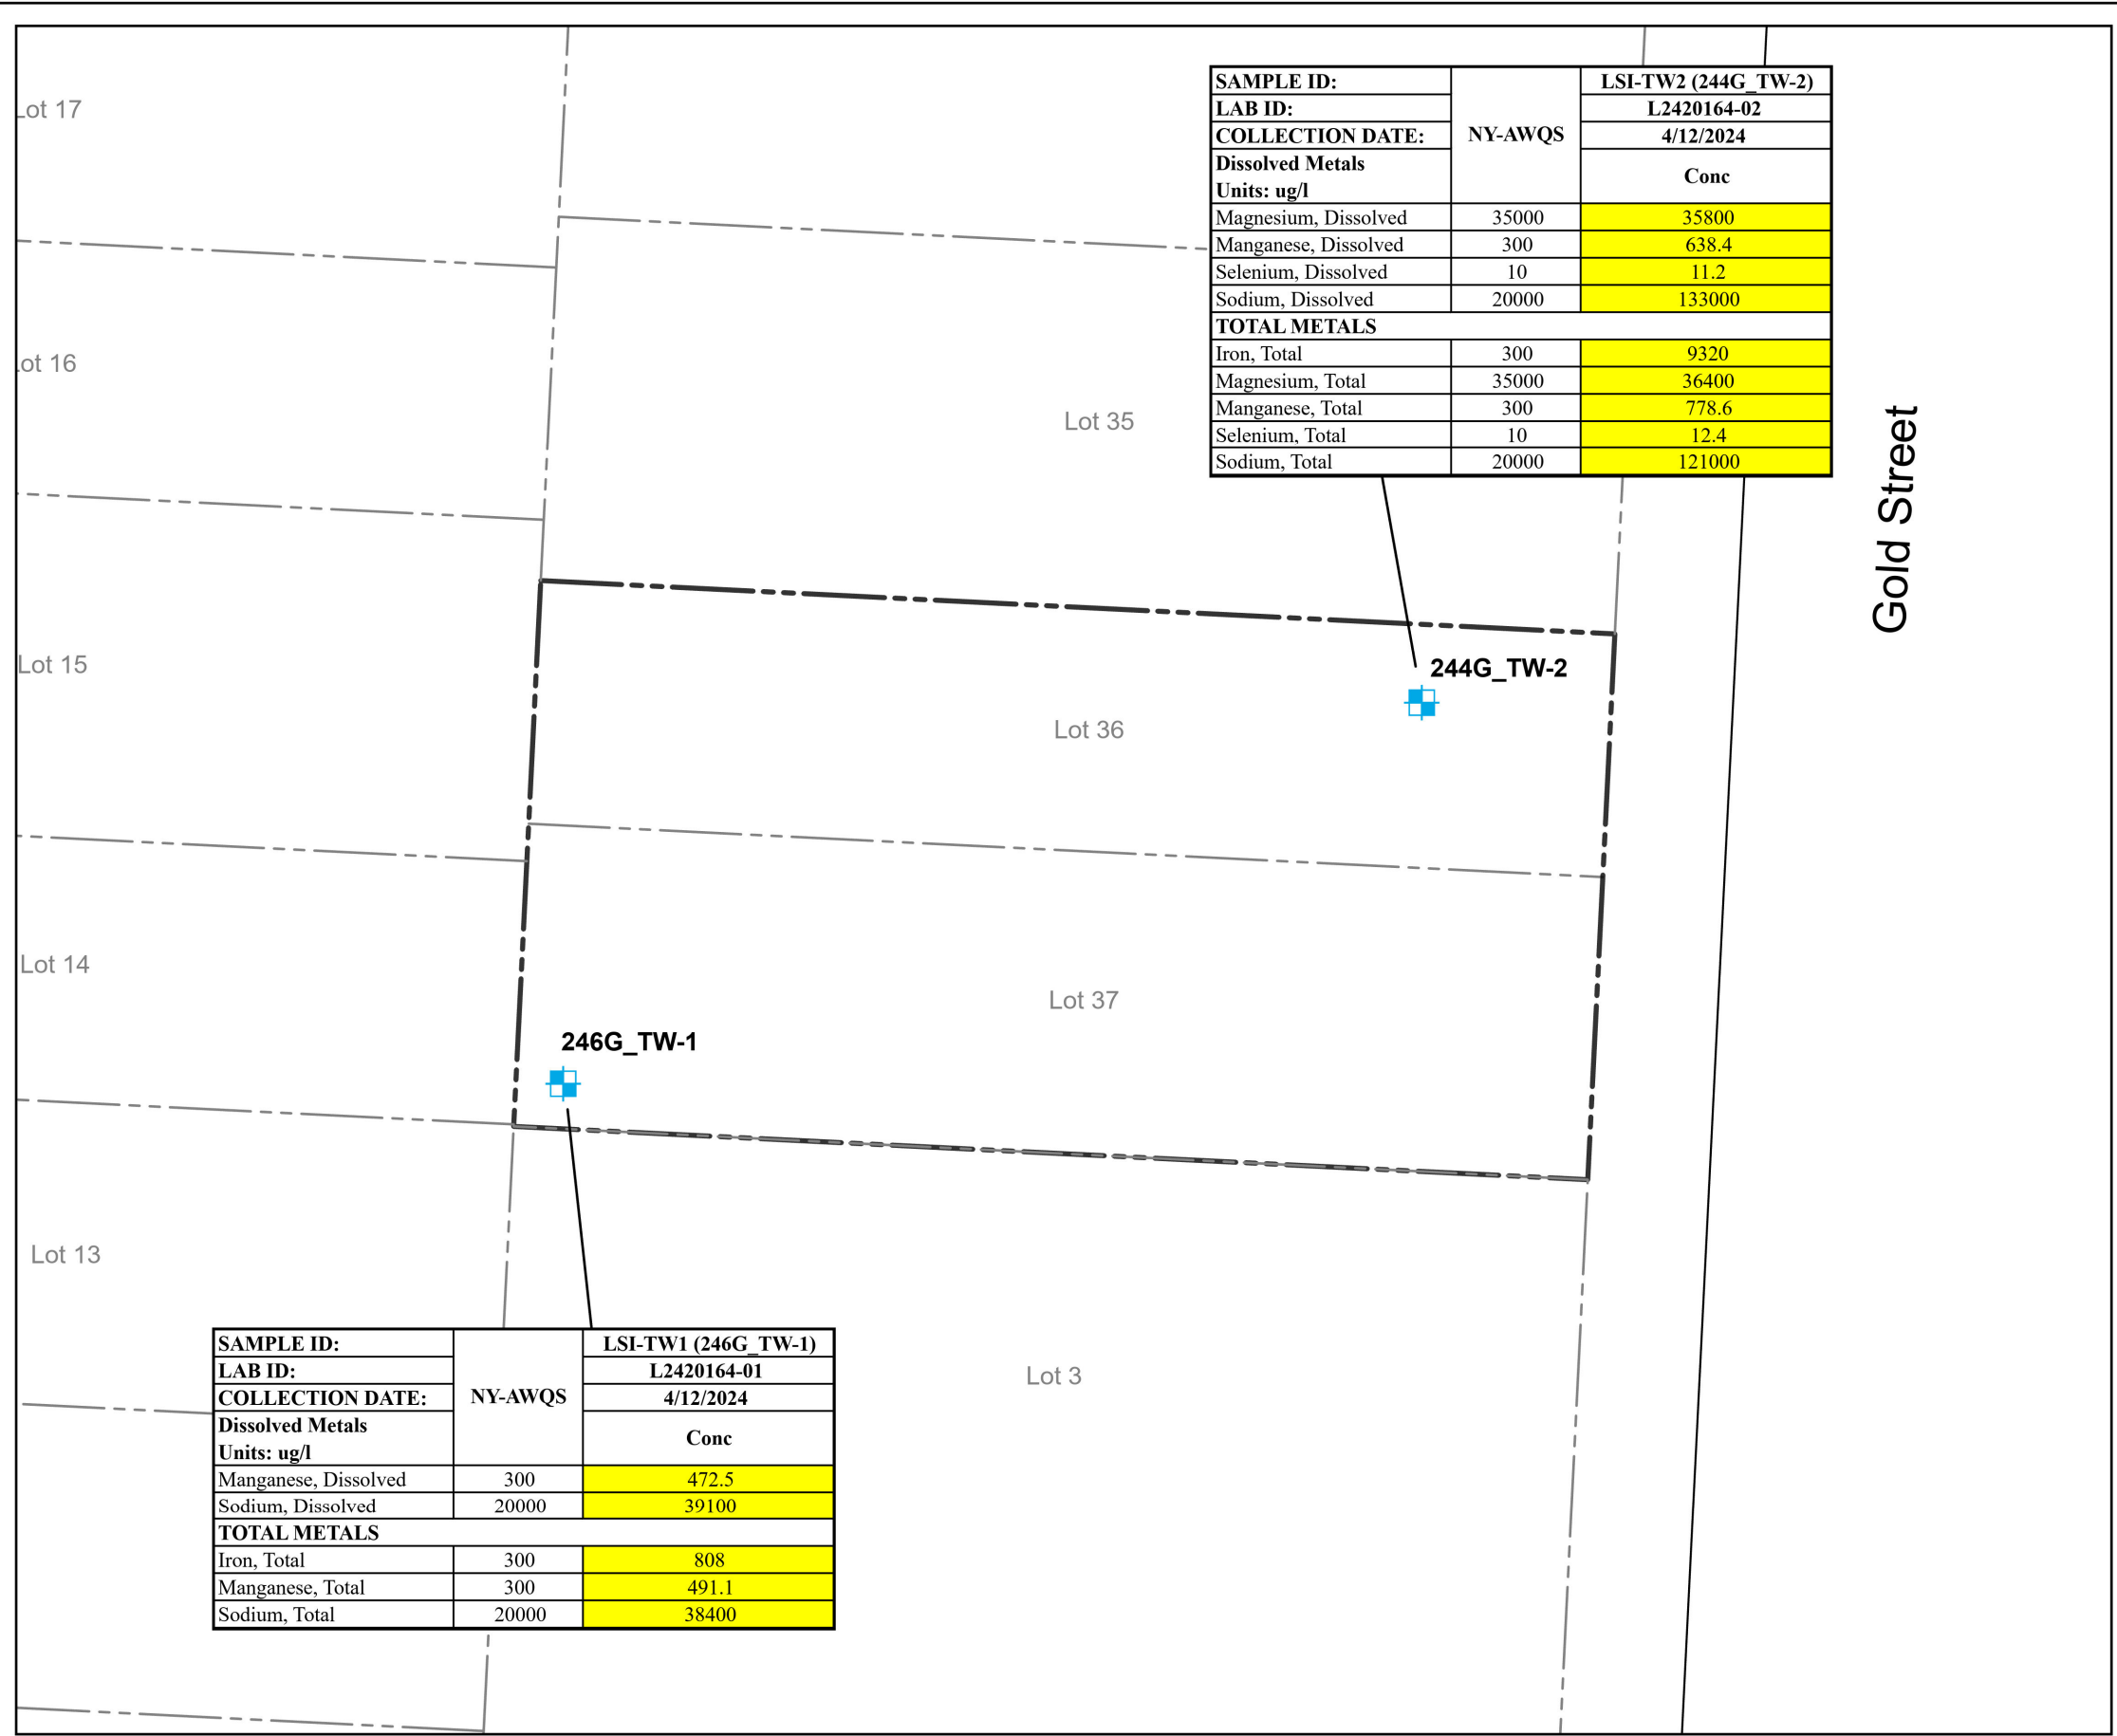 ot 17
SAMPLE ID: NY-AWQS LSI-TW2 (244G_TW-2)
LAB ID: L2420164-02
COLLECTION DATE: 4/12/2024
Dissolved Metals
Units: ug/l Conc
Magnesium, Dissolved 35000 35800
Manganese, Dissolved 300 638.4
Selenium, Dissolved 10 11.2
Sodium, Dissolved 20000 133000
TOTAL METALS
Iron, Total 300 9320
Magnesium, Total 35000 36400
Manganese, Total 300 778.6
Selenium, Total 10 12.4
Sodium, Total 20000 121000
ot 16
Lot 35
Gold Street
Lot 15
244G_TW-2
Lot 36
Lot 14
Lot 37
246G_TW-1
Lot 13
Lot 3
SAMPLE ID: NY-AWQS LSI-TW1 (246G_TW-1)
LAB ID: L2420164-01
COLLECTION DATE: 4/12/2024
Dissolved Metals
Units: ug/l Conc
Manganese, Dissolved 300 472.5
Sodium, Dissolved 20000 39100
TOTAL METALS
Iron, Total 300 808
Manganese, Total 300 491.1
Sodium, Total 20000 38400